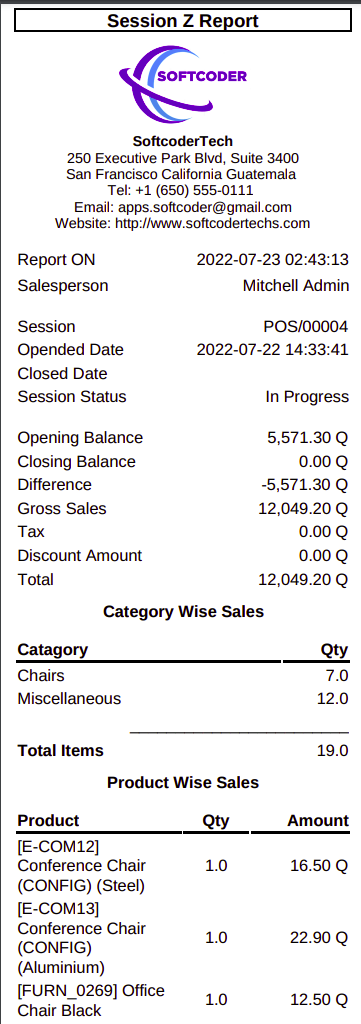 Session Z Report
SOFTCODER
SoftcoderTech
250 Executive Park Blvd, Suite 3400
San Francisco California Guatemala
Tel: +1 (650) 555-0111
Email: apps.softcoder@gmail.com
Website: http://www.softcodertechs.com
Report ON 2022-07-23 02:43:13
Salesperson Mitchell Admin
Session POS/00004
Opended Date 2022-07-22 14:33:41
Closed Date
Session Status In Progress
Opening Balance 5,571.30 Q
Closing Balance 0.00 Q
Difference -5,571.30 Q
Gross Sales 12,049.20 Q
Tax 0.00 Q
Discount Amount 0.00 Q
Total 12,049.20 Q
Category Wise Sales
Catagory Qty
Chairs 7.0
Miscellaneous 12.0
Total Items 19.0
Product Wise Sales
Product Qty Amount
[E-COM12]
Conference Chair 1.0 16.50 Q
(CONFIG) (Steel)
[E-COM13]
Conference Chair
(CONFIG) 1.0 22.90 Q
(Aluminium)
[FURN_0269] Office
Chair Black 1.0 12.50 Q